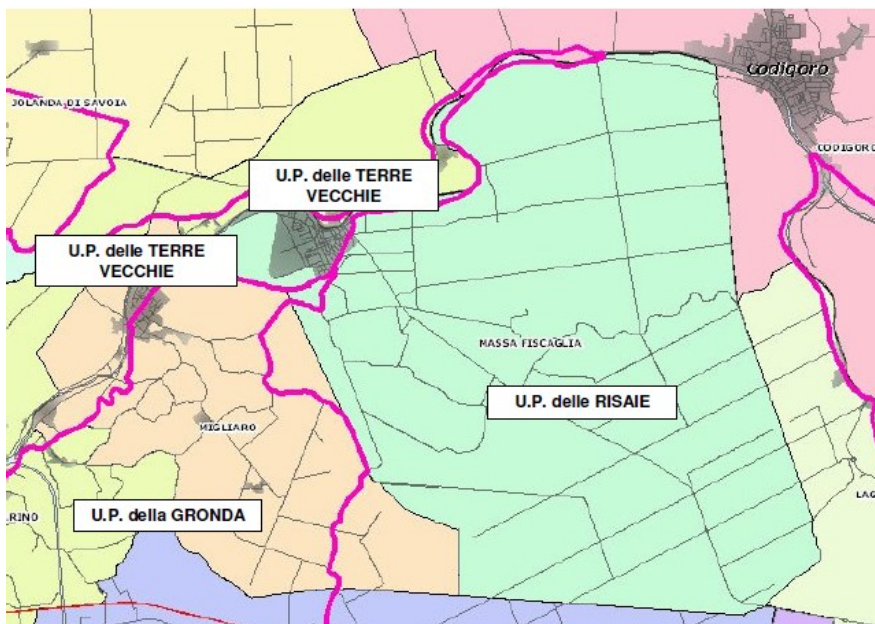 Codigoro
JOLANDA DI SAVOIA
CODIGORO
U.P. delle TERRE
VECCHIE
U.P. delle TERRE
VECCHIE
MASSA FISCAGLIA
U.P. delle RISAIE
MIGLIARO
LAG
U.P. della GRONDA
RINO